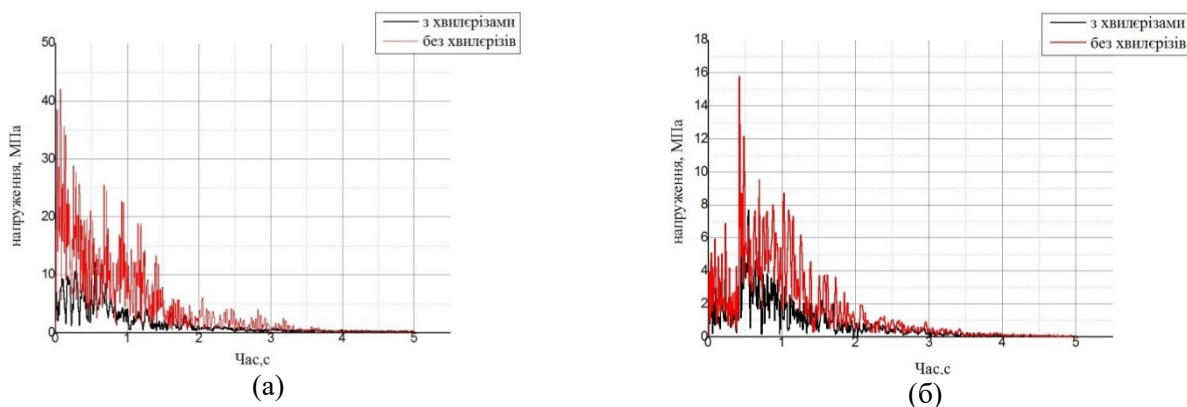 з хвилєрізами
без хвилєрізів
50
40
30
20
10
0
напруження, МПа
0 1 2 3 4 5
Час,с
(а)
з хвилєрізами
без хвилєрізів
18
16
14
12
10
8
6
4
2
0
напруження, МПа
0 1 2 3 4 5
Час,с
(б)